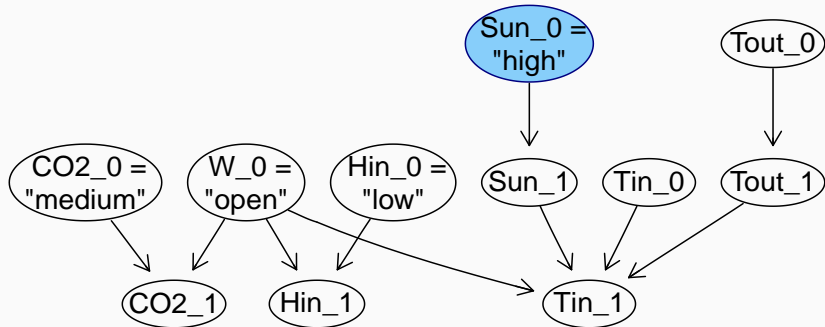 Sun_0 =
"high"
Tout_0
CO2_0 =
"medium"
W_0 =
"open"
Hin_0 =
"low"
Sun_1
Tin_0
Tout_1
CO2_1
Hin_1
Tin_1